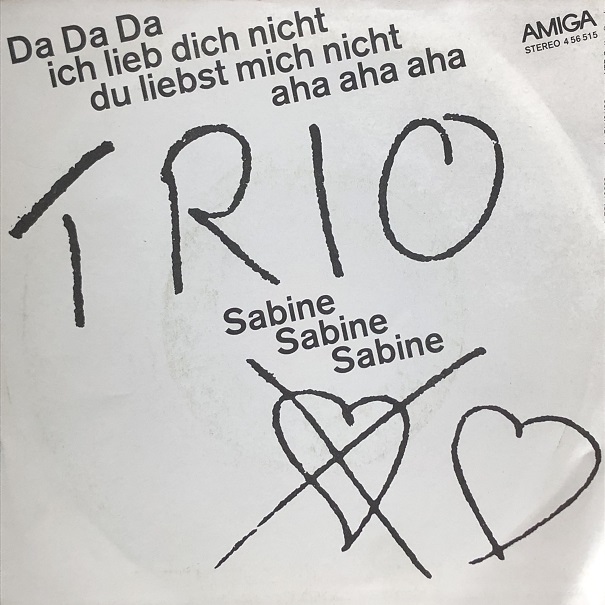 Da Da Da
ich lieb dich nicht
du liebst mich nicht
aha aha aha
AMIGA
STEREO 4 56 515
TRIO
Sabine
Sabine
Sabine